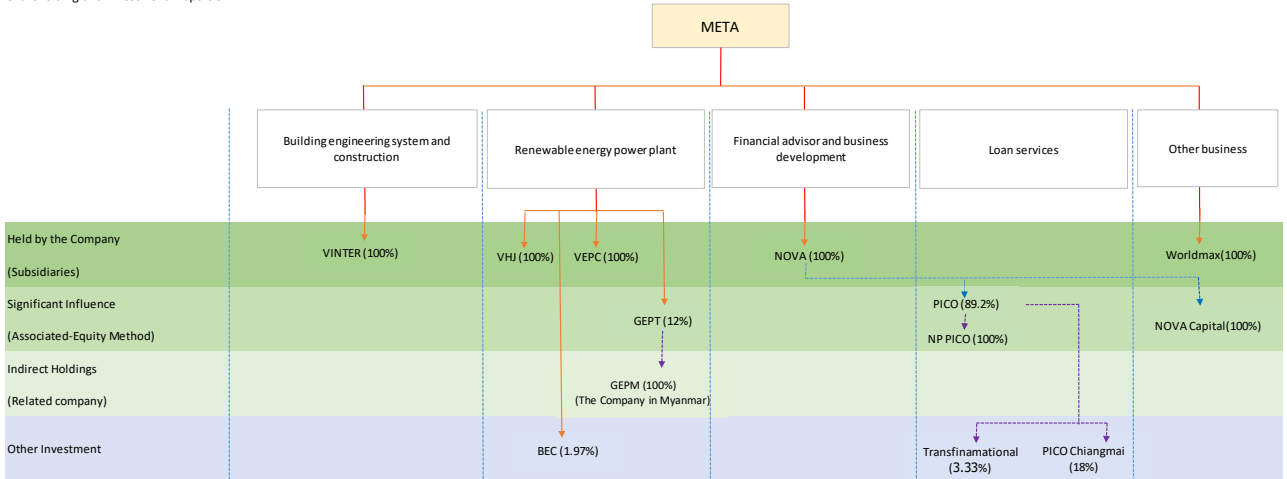 META
Building engineering system and
construction
Renewable energy power plant
Financial advisor and business
development
Loan services
Other business
Held by the Company
(Subsidiaries)
VINTER (100%)
VHJ (100%)
VEPC (100%)
NOVA (100%)
Worldmax(100%)
Significant Influence
(Associated-Equity Method)
GEPT (12%)
PICO (89.2%)
NP PICO (100%)
NOVA Capital(100%)
Indirect Holdings
(Related company)
GEPM (100%)
(The Company in Myanmar)
Other Investment
BEC (1.97%)
Transfinamational
(3.33%)
PICO Chiangmai
(18%)